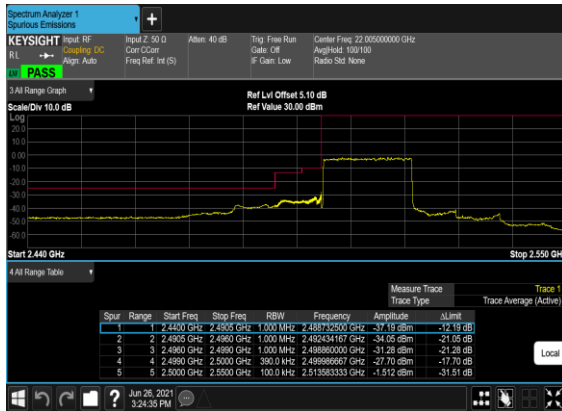 Spectrum Analyzer 1
Spurious Emissions
+
KEYSIGHT Input: RF Input Z: 50 Ω Atten: 40 dB Trig: Free Run Center Freq: 22.005000000 GHz
RL Coupling: DC Corr CCorr Gate: Off Avg|Hold: 100/100
Align: Auto Freq Ref: Int (S) IF Gain: Low Radio Std: None
PASS
3 All Range Graph
Ref Lvl Offset 5.10 dB
Scale/Div 10.0 dB Ref Value 30.00 dBm
Log
20.0
10.0
0.00
-10.0
-20.0
-30.0
-40.0
-50.0
-60.0
Start 2.440 GHz Stop 2.550 GH
4 All Range Table
Measure Trace Trace 1
Trace Type Trace Average (Active)
Spur Range Start Freq Stop Freq RBW Frequency Amplitude ΔLimit
1 1 2.4400 GHz 2.4905 GHz 1.000 MHz 2.488732500 GHz -37.19 dBm -12.19 dB
2 2 2.4905 GHz 2.4960 GHz 1.000 MHz 2.492434167 GHz -34.05 dBm -21.05 dB
3 3 2.4960 GHz 2.4990 GHz 1.000 MHz 2.498860000 GHz -31.28 dBm -21.28 dB
4 4 2.4990 GHz 2.5000 GHz 390.0 kHz 2.499986667 GHz -27.70 dBm -17.70 dB
5 5 2.5000 GHz 2.5500 GHz 100.0 kHz 2.513583333 GHz -1.512 dBm -31.51 dB
Local
?
Jun 26, 2021
3:24:35 PM